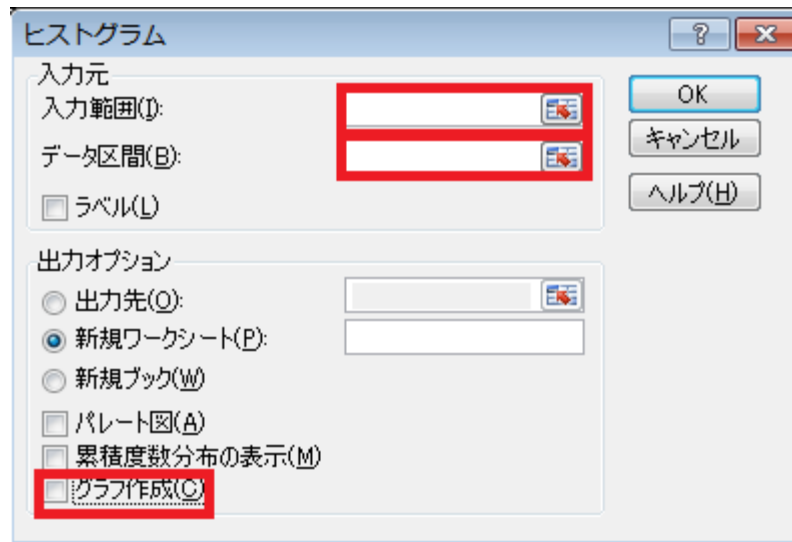 ヒストグラム
入力元
入力範囲(I):
データ区間(B):
ラベル(L)
OK
キャンセル
ヘルプ(H)
出力オプション
出力先(O):
新規ワークシート(P):
新規ブック(W)
パレート図(A)
累積度数分布の表示(M)
グラフ作成(C)